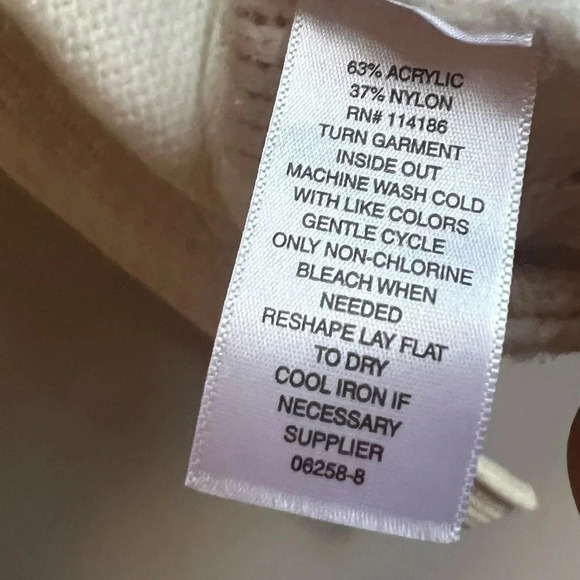 63% ACRYLIC
37% NYLON
RN# 114186
TURN GARMENT
INSIDE OUT
MACHINE WASH COLD
WITH LIKE COLORS
GENTLE CYCLE
ONLY NON-CHLORINE
BLEACH WHEN
NEEDED
RESHAPE LAY FLAT
TO DRY
COOL IRON IF
NECESSARY
SUPPLIER
06258-8